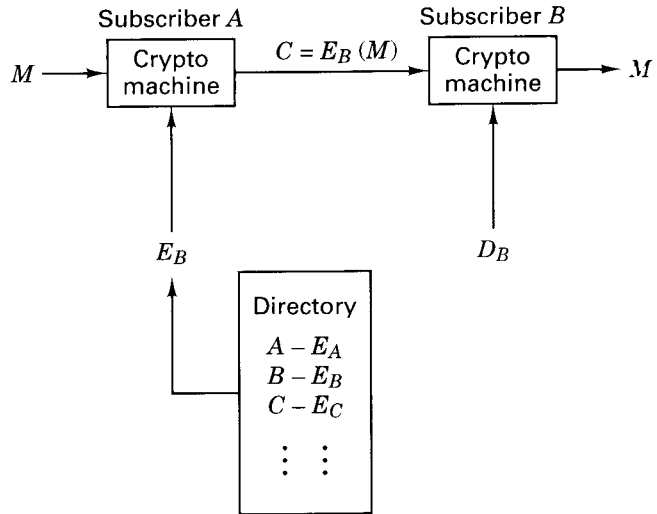 Subscriber A
Subscriber B
M
Crypto machine
C = E_B (M)
Crypto machine
M
E_B
D_B
Directory
A – E_A
B – E_B
C – E_C
⋮ ⋮